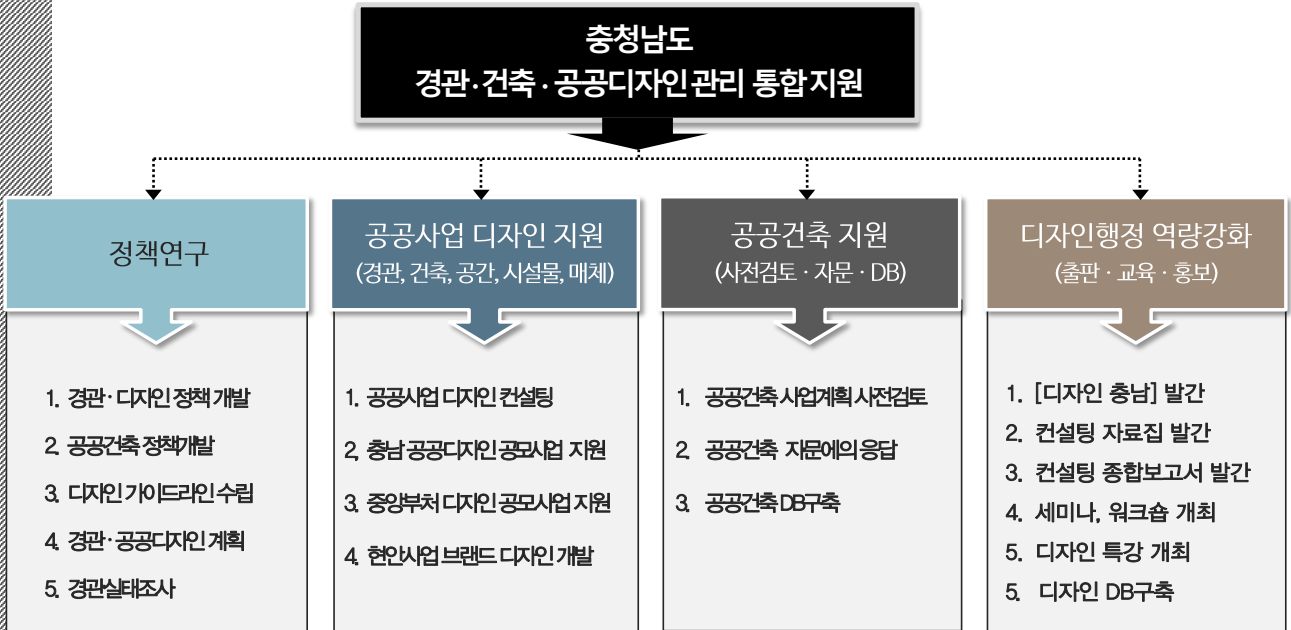 충청남도
경관·건축·공공디자인관리 통합지원
정책연구
1. 경관·디자인 정책 개발
2. 공공건축 정책개발
3. 디자인 가이드라인 수립
4. 경관·공공디자인 계획
5. 경관실태조사
공공사업 디자인 지원
(경관, 건축, 공간, 시설물, 매체)
1. 공공사업 디자인 컨설팅
2. 충남 공공디자인 공모사업 지원
3. 중앙부처 디자인 공모사업 지원
4. 현안사업 브랜드 디자인 개발
공공건축 지원
(사전검토·자문·DB)
1. 공공건축 사업계획 사전검토
2. 공공건축 자문에의 응답
3. 공공건축 DB구축
디자인행정 역량강화
(출판·교육·홍보)
1. [디자인 충남] 발간
2. 컨설팅 자료집 발간
3. 컨설팅 종합보고서 발간
4. 세미나, 워크숍 개최
5. 디자인 특강 개최
5. 디자인 DB구축